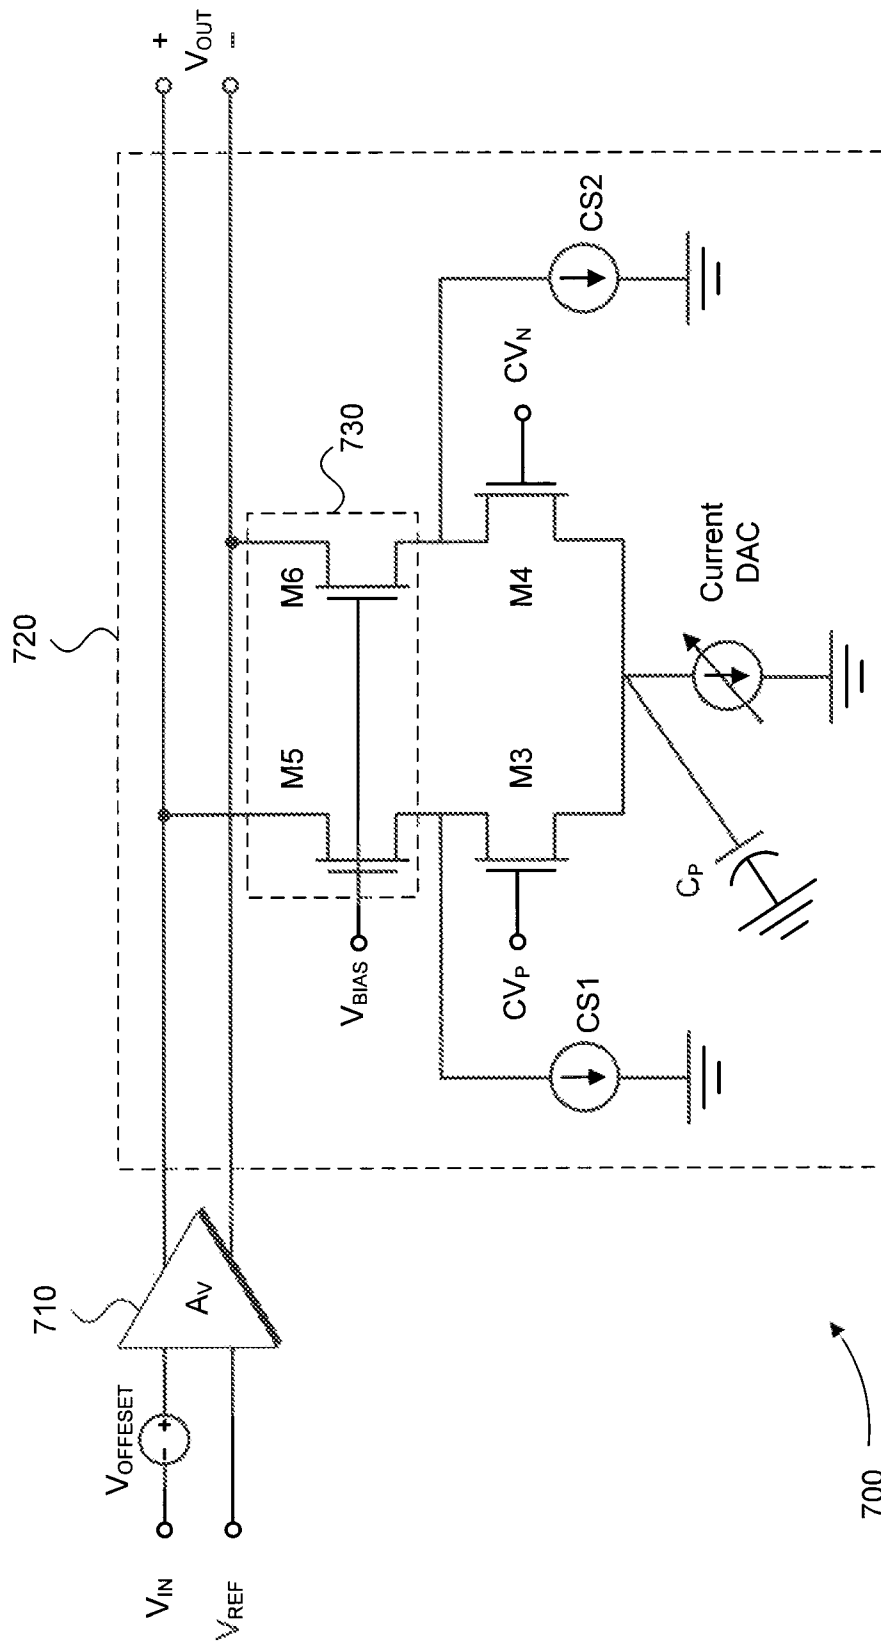 720
+
VOUT
−
710
VOFFESET
− +
AV
VIN
VREF
730
M5
M6
VBIAS
CS2
CVN
CVP
M3
M4
CS1
Current
DAC
CP
700